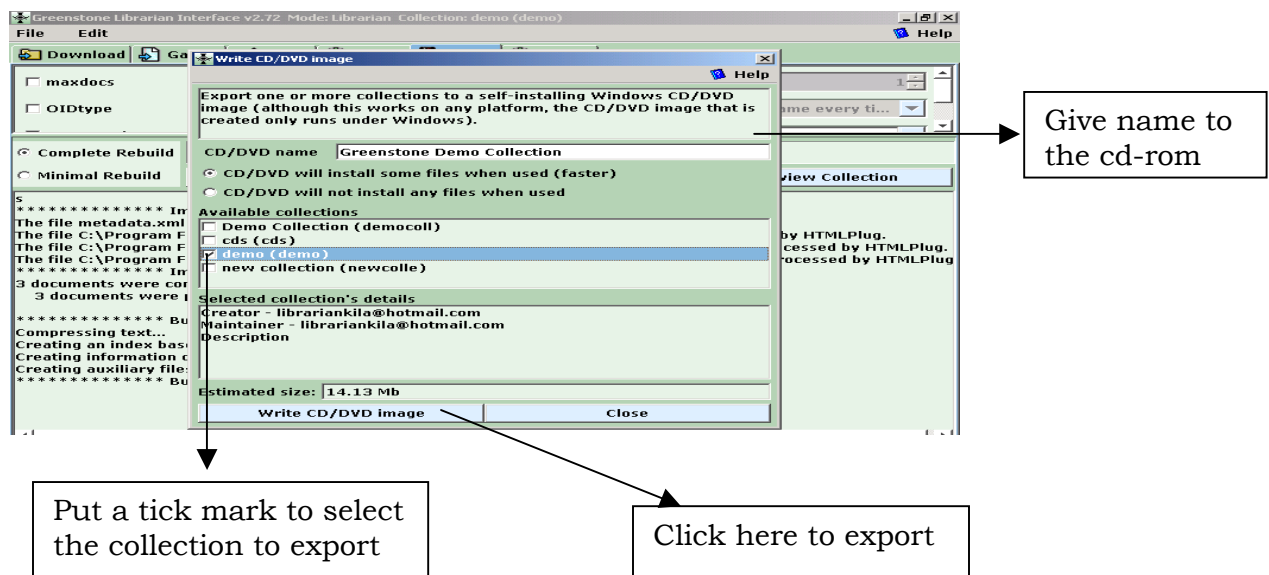 Greenstone Librarian Interface v2.72 Mode: Librarian Collection: demo (demo)
File Edit
Help
Download Ga
maxdocs
1
OIDtype
ame every ti...
Complete Rebuild
Minimal Rebuild
view Collection
s
************** Im
The file metadata.xml
The file C:\Program F
The file C:\Program F
The file C:\Program F
************** Im
3 documents were cor
3 documents were p
************** Bu
Compressing text...
Creating an index bas
Creating information c
Creating auxiliary file
************** Bu
by HTMLPlug.
cessed by HTMLPlug.
rocessed by HTMLPlug
Write CD/DVD image
Help
Export one or more collections to a self-installing Windows CD/DVD
image (although this works on any platform, the CD/DVD image that is
created only runs under Windows).
CD/DVD name Greenstone Demo Collection
CD/DVD will install some files when used (faster)
CD/DVD will not install any files when used
Available collections
Demo Collection (democoll)
cds (cds)
demo (demo)
new collection (newcolle)
Selected collection's details
Creator - librariankila@hotmail.com
Maintainer - librariankila@hotmail.com
Description
Estimated size: 14.13 Mb
Write CD/DVD image Close
Give name to
the cd-rom
Put a tick mark to select
the collection to export
Click here to export